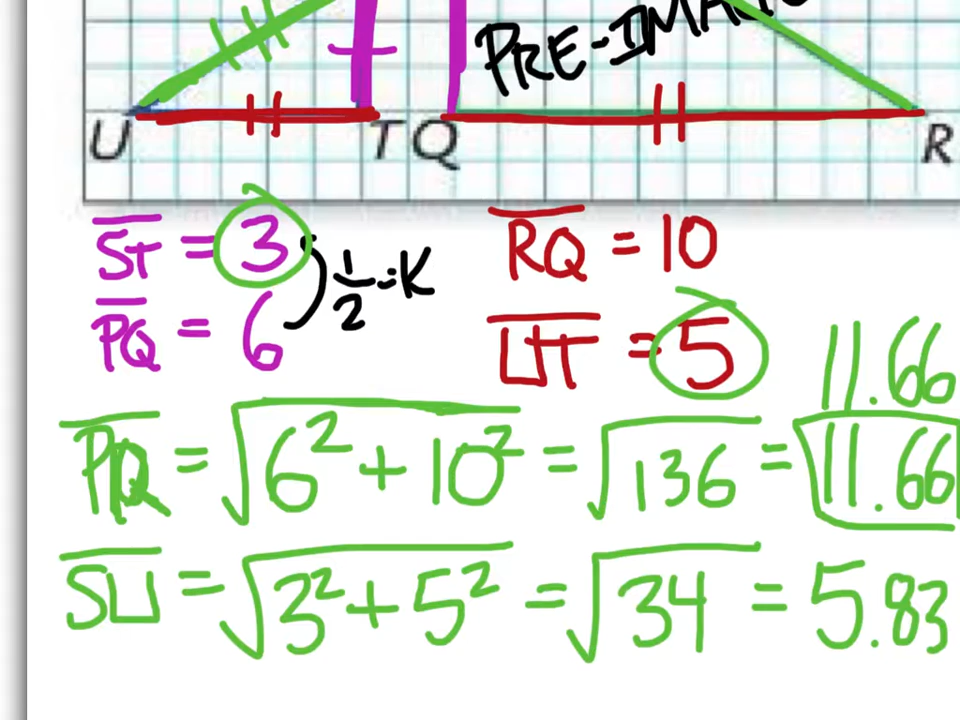 PRE-IMAG
U T Q R
ST = 3
PQ = 6
1/2 = K
RQ = 10
UT = 5
11.66
PQ = √6² + 10² = √136 = 11.66
SU = √3² + 5² = √34 = 5.83